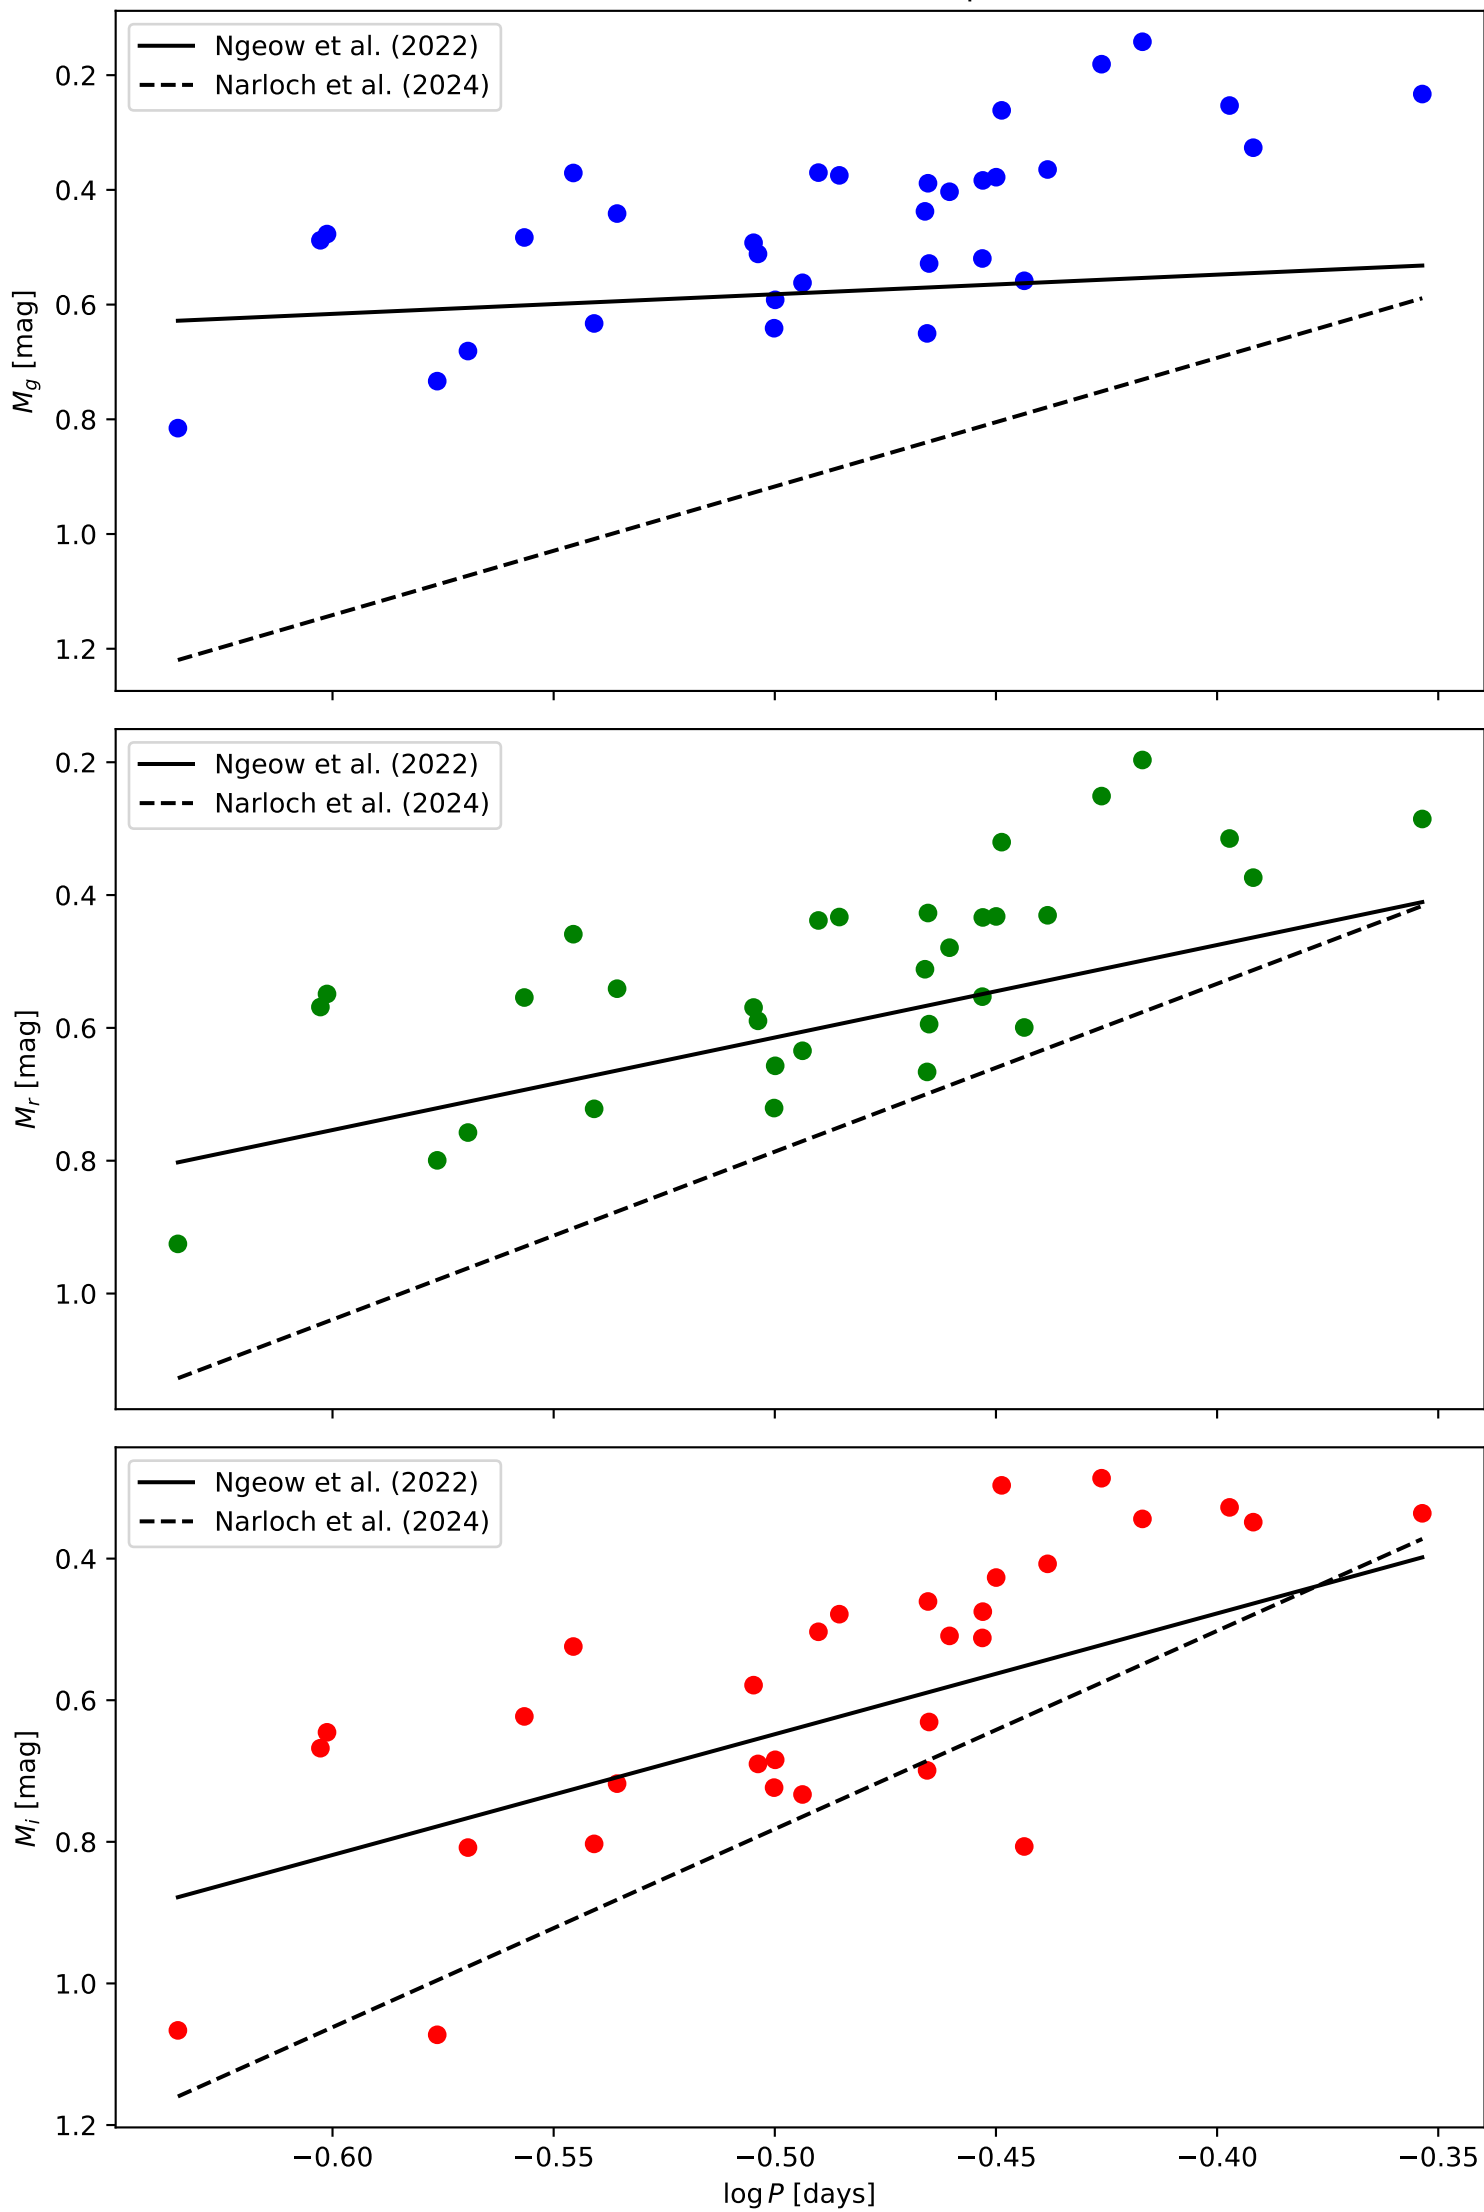 Ngeow et al. (2022)
Narloch et al. (2024)
0.2
0.4
0.6
0.8
1.0
1.2
M_g [mag]
Ngeow et al. (2022)
Narloch et al. (2024)
0.2
0.4
0.6
0.8
1.0
M_r [mag]
Ngeow et al. (2022)
Narloch et al. (2024)
0.4
0.6
0.8
1.0
1.2
M_i [mag]
−0.60 −0.55 −0.50 −0.45 −0.40 −0.35
log P [days]